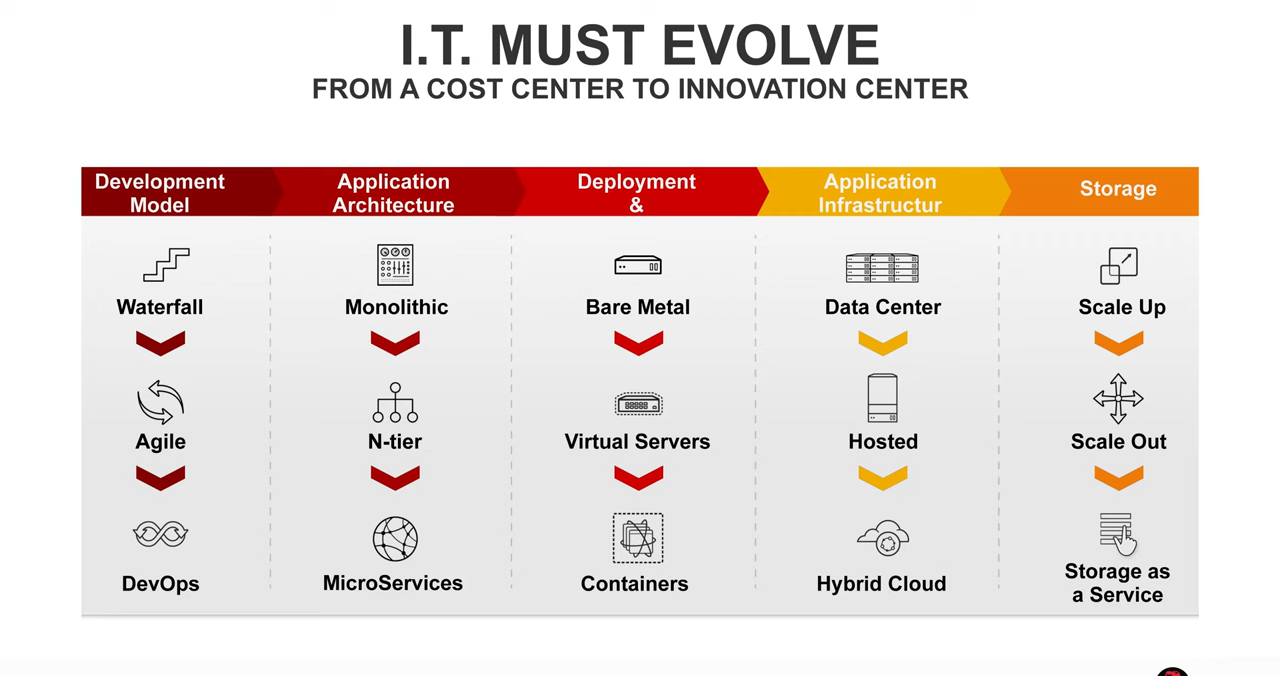 I.T. MUST EVOLVE
FROM A COST CENTER TO INNOVATION CENTER
Development
Model
Application
Architecture
Deployment
&
Application
Infrastructur
Storage
Waterfall
Monolithic
Bare Metal
Data Center
Scale Up
Agile
N-tier
Virtual Servers
Hosted
Scale Out
DevOps
MicroServices
Containers
Hybrid Cloud
Storage as
a Service